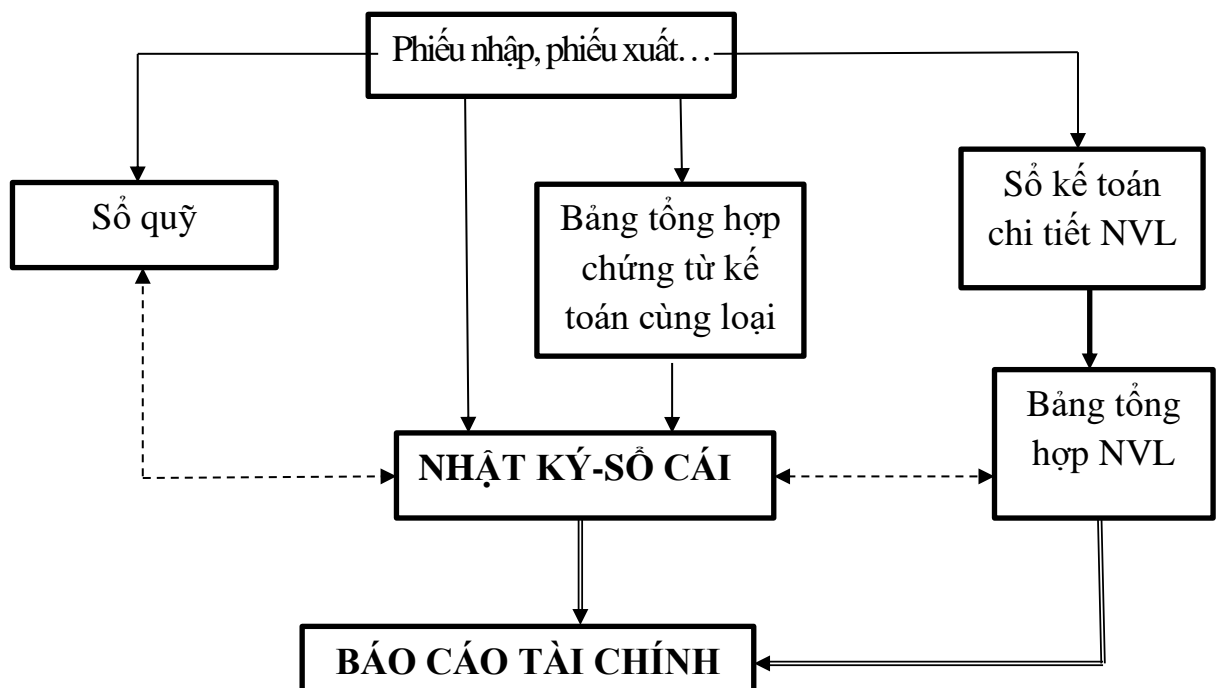 Phiếu nhập, phiếu xuất…
Sổ quỹ
Bảng tổng hợp
chứng từ kế
toán cùng loại
Sổ kế toán
chi tiết NVL
Bảng tổng
hợp NVL
NHẬT KÝ-SỔ CÁI
BÁO CÁO TÀI CHÍNH